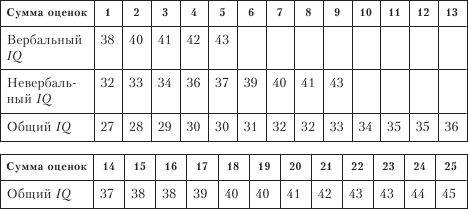 Сумма оценок 1 2 3 4 5 6 7 8 9 10 11 12 13
Вербальный 38 40 41 42 43
IQ
Невербаль- 32 33 34 36 37 39 40 41 43
ный IQ
Общий IQ 27 28 29 30 30 31 32 32 33 34 35 35 36
Сумма оценок 14 15 16 17 18 19 20 21 22 23 24 25
Общий IQ 37 38 38 39 40 40 41 42 43 43 44 45